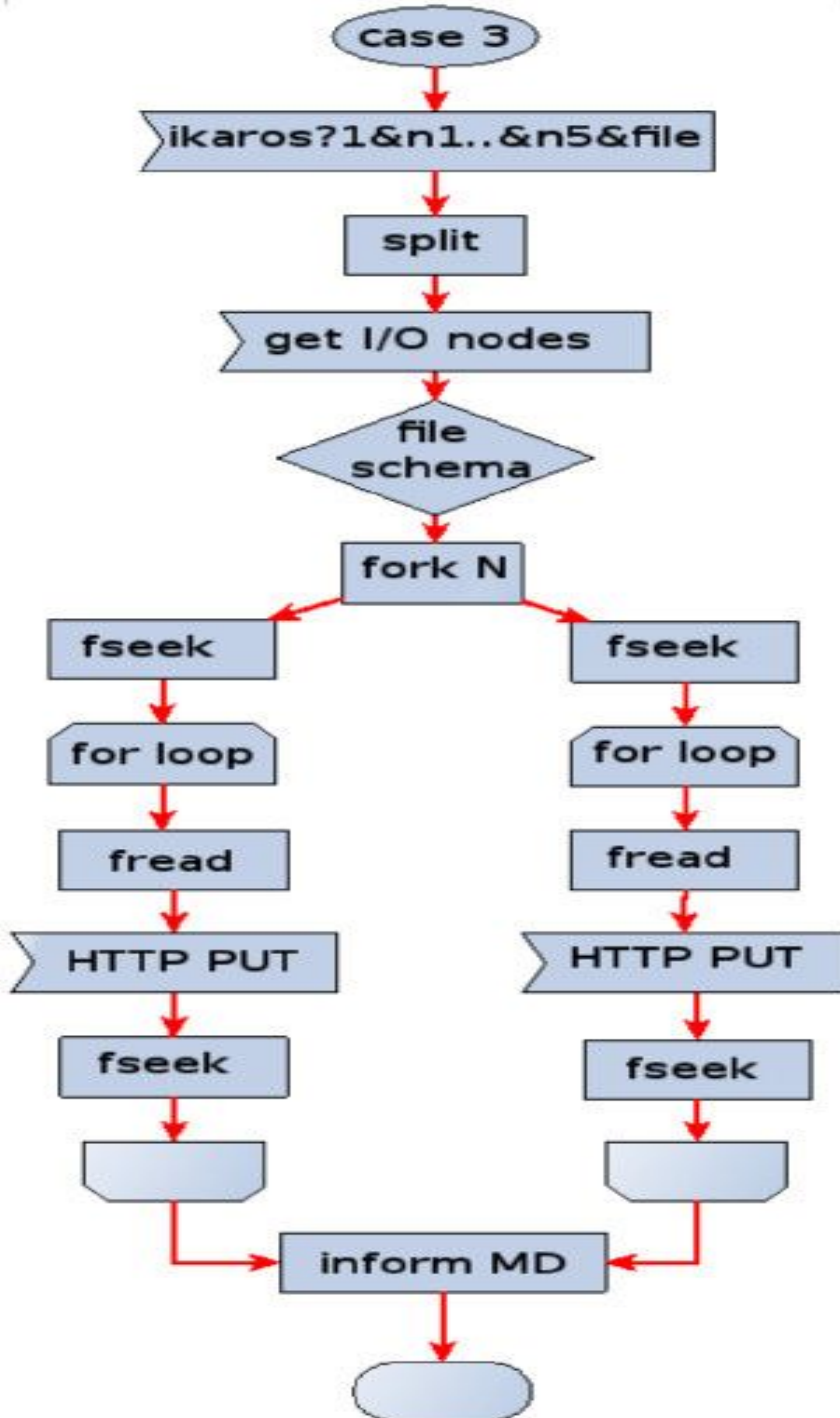 case 3
ikaros?1&n1..&n5&file
split
get I/O nodes
file
schema
fork N
fseek
fseek
for loop
for loop
fread
fread
HTTP PUT
HTTP PUT
fseek
fseek
inform MD